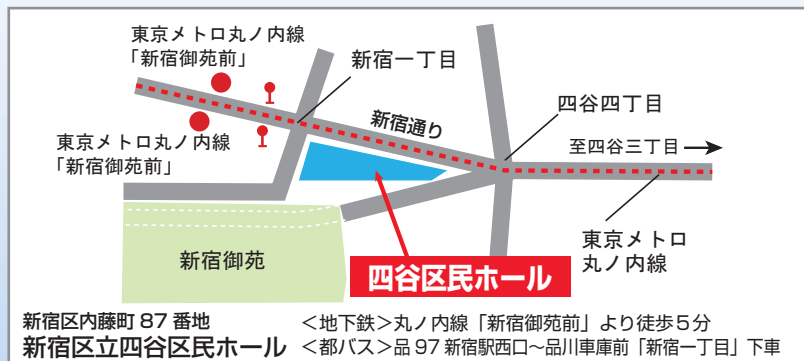 東京メトロ丸ノ内線
「新宿御苑前」
新宿一丁目
新宿通り
四谷四丁目
至四谷三丁目
東京メトロ丸ノ内線
「新宿御苑前」
東京メトロ
丸ノ内線
新宿御苑
四谷区民ホール
新宿区内藤町 87 番地
<地下鉄>丸ノ内線「新宿御苑前」より徒歩5分
新宿区立四谷区民ホール
<都バス>品 97 新宿駅西口〜品川車庫前「新宿一丁目」下車